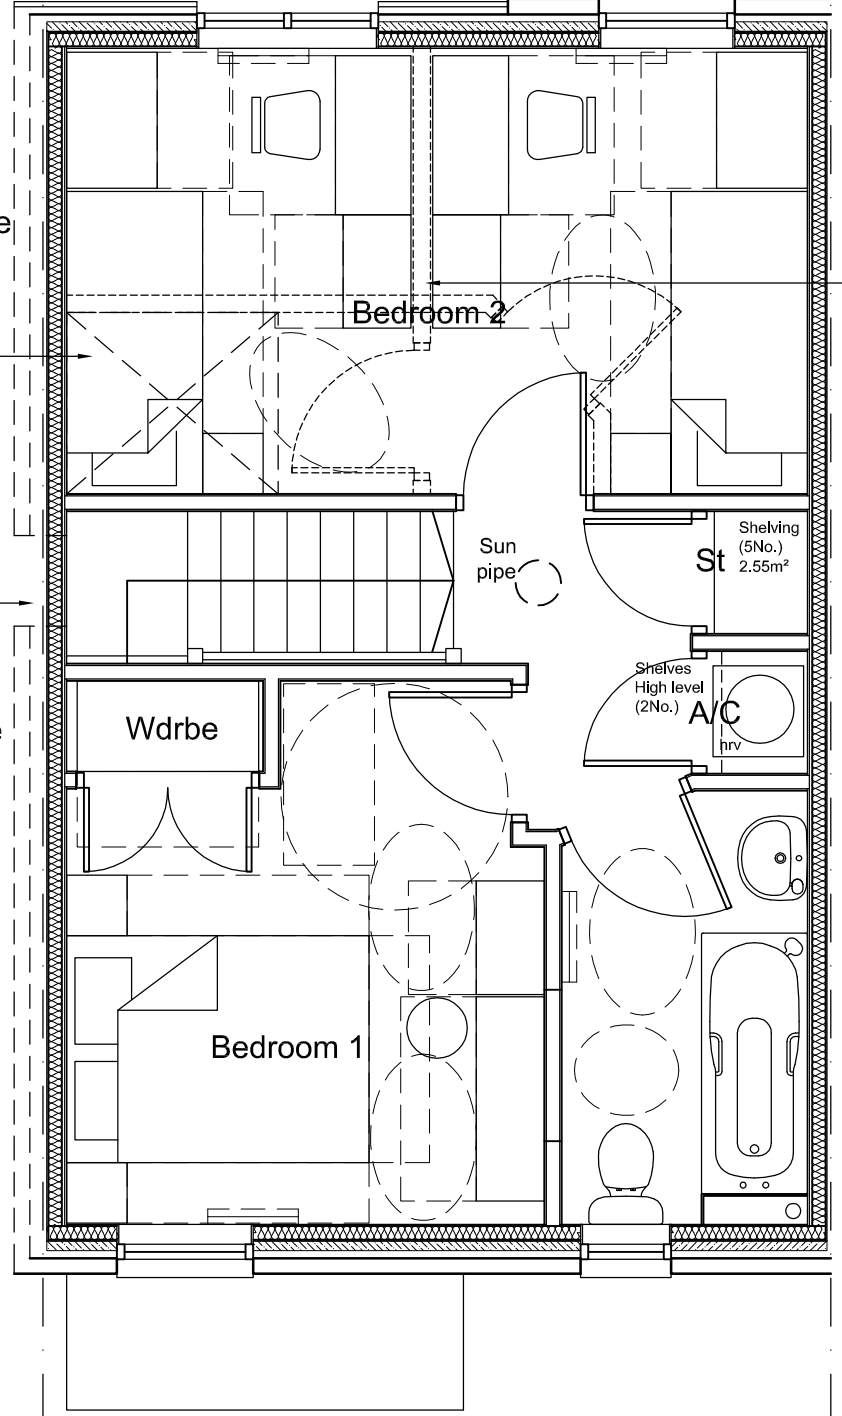 Bedroom 2
Sun
pipe
St
Shelving
(5No.)
2.55m²
Shelves
High level
(2No.)
A/C
hrv
Wdrbe
Bedroom 1